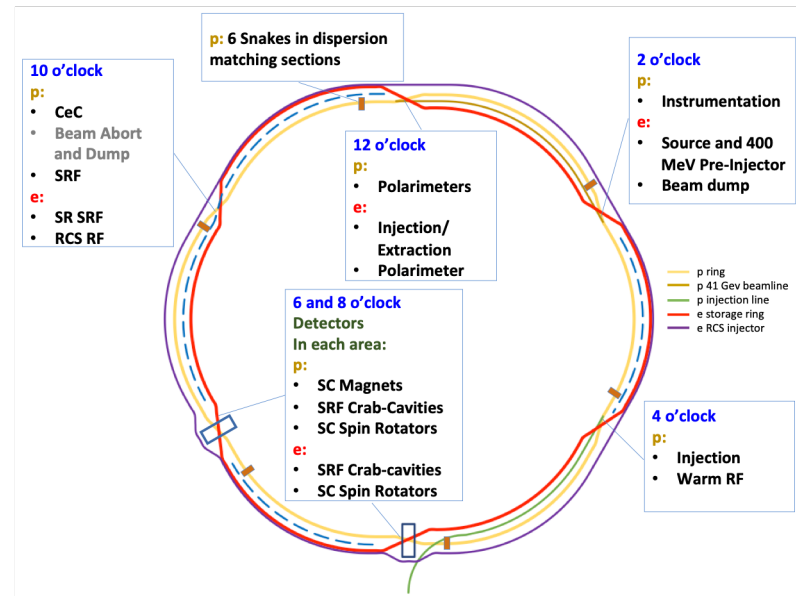 p: 6 Snakes in dispersion
matching sections
10 o’clock
p:
• CeC
• Beam Abort
and Dump
• SRF
e:
• SR SRF
• RCS RF
2 o’clock
p:
• Instrumentation
e:
• Source and 400
MeV Pre-Injector
• Beam dump
12 o’clock
p:
• Polarimeters
e:
• Injection/
Extraction
• Polarimeter
6 and 8 o’clock
Detectors
In each area:
p:
• SC Magnets
• SRF Crab-Cavities
• SC Spin Rotators
e:
• SRF Crab-cavities
• SC Spin Rotators
p ring
p 41 Gev beamline
p injection line
e storage ring
e RCS injector
4 o’clock
p:
• Injection
• Warm RF